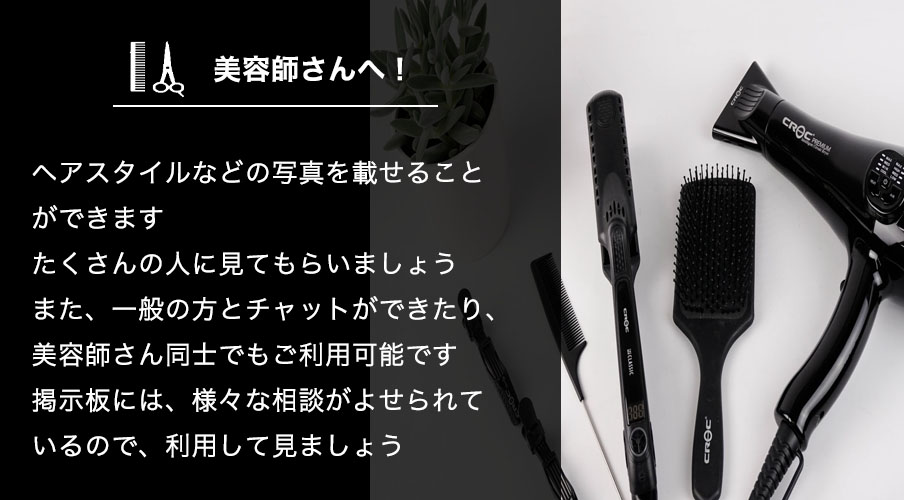 美容師さんへ！
ヘアスタイルなどの写真を載せること
ができます
たくさんの人に見てもらいましょう
また、一般の方とチャットができたり、
美容師さん同士でもご利用可能です
掲示板には、様々な相談がよせられて
いるので、利用して見ましょう
CROC
CROC
PREMIUM
CROC
CLASSIC
CROC